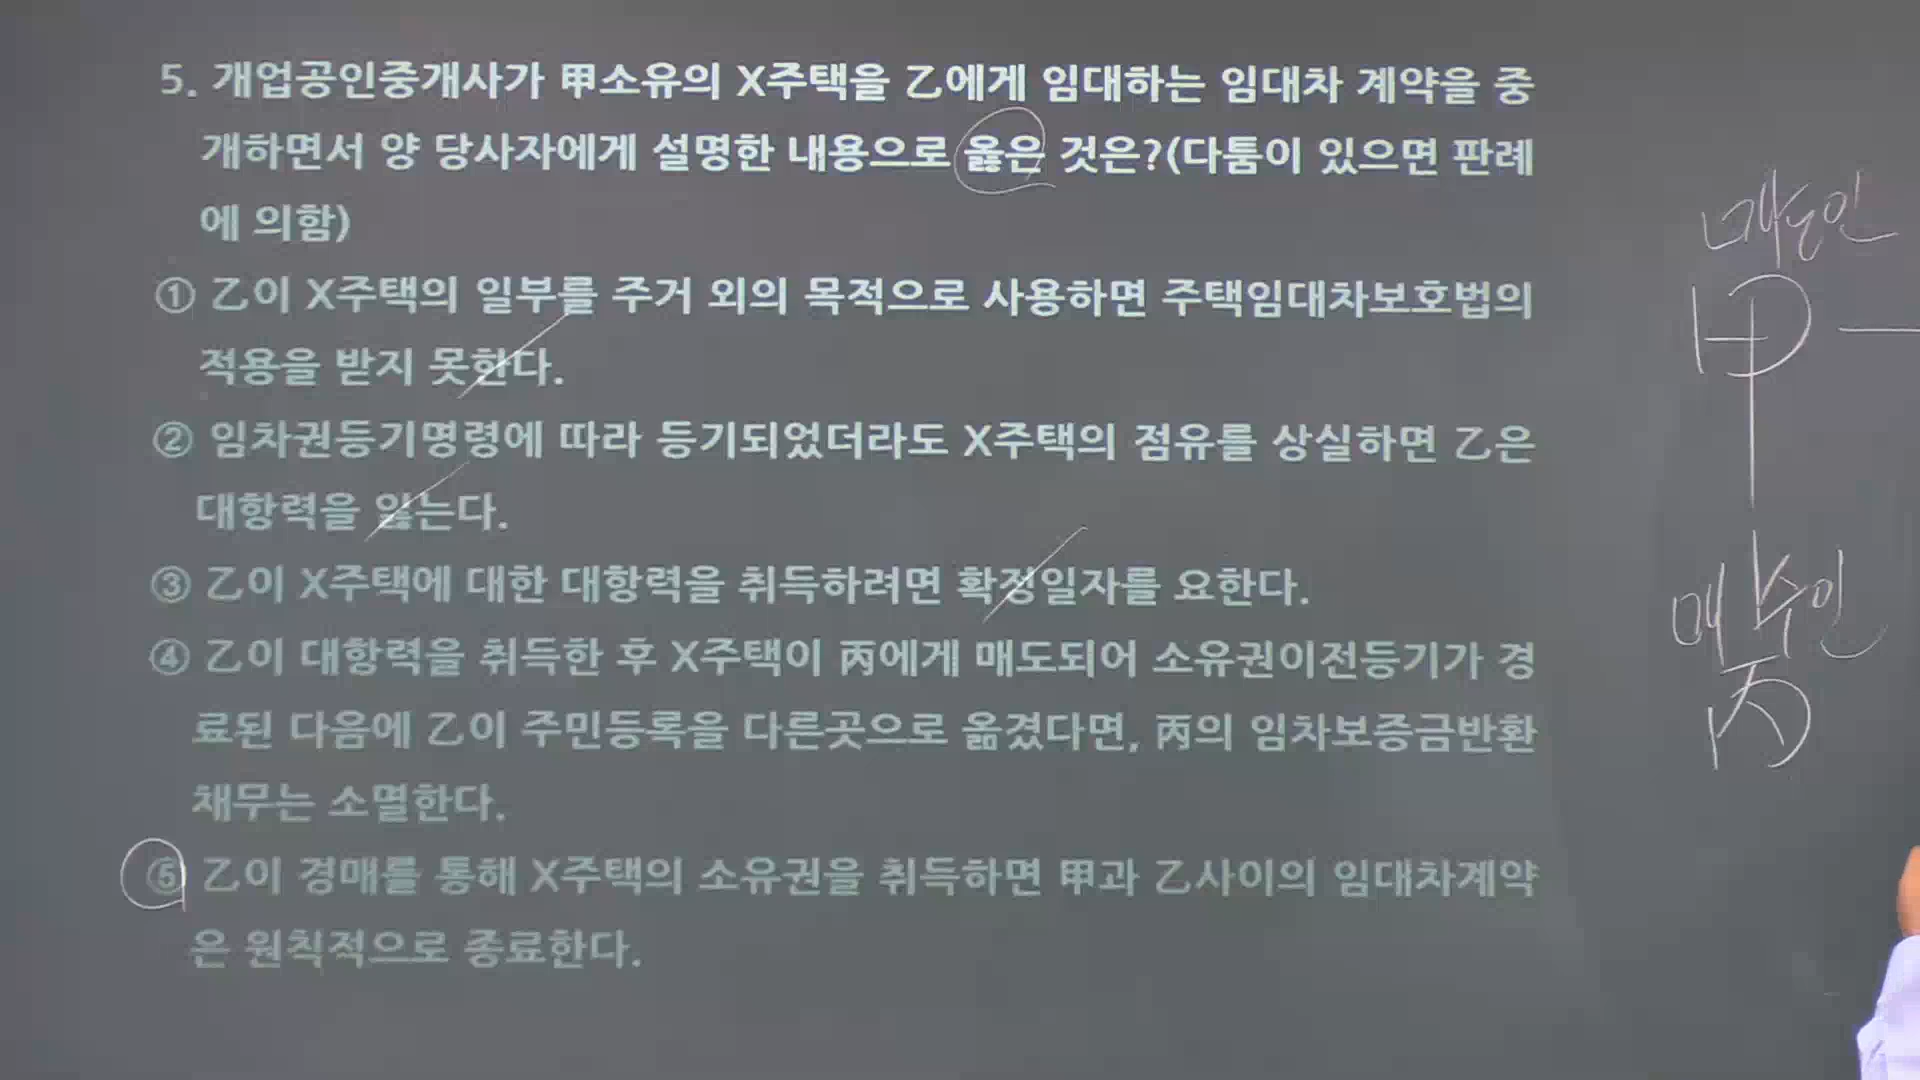 5. 개업공인중개사가 甲소유의 X주택을 乙에게 임대하는 임대차 계약을 중
개하면서 양 당사자에게 설명한 내용으로 옳은 것은?(다툼이 있으면 판례
에 의함)
① 乙이 X주택의 일부를 주거 외의 목적으로 사용하면 주택임대차보호법의
적용을 받지 못한다.
② 임차권등기명령에 따라 등기되었더라도 X주택의 점유를 상실하면 乙은
대항력을 잃는다.
③ 乙이 X주택에 대한 대항력을 취득하려면 확정일자를 요한다.
④ 乙이 대항력을 취득한 후 X주택이 丙에게 매도되어 소유권이전등기가 경
료된 다음에 乙이 주민등록을 다른곳으로 옮겼다면, 丙의 임차보증금반환
채무는 소멸한다.
⑤ 乙이 경매를 통해 X주택의 소유권을 취득하면 甲과 乙사이의 임대차계약
은 원칙적으로 종료한다.
매도인
甲
매수인
丙